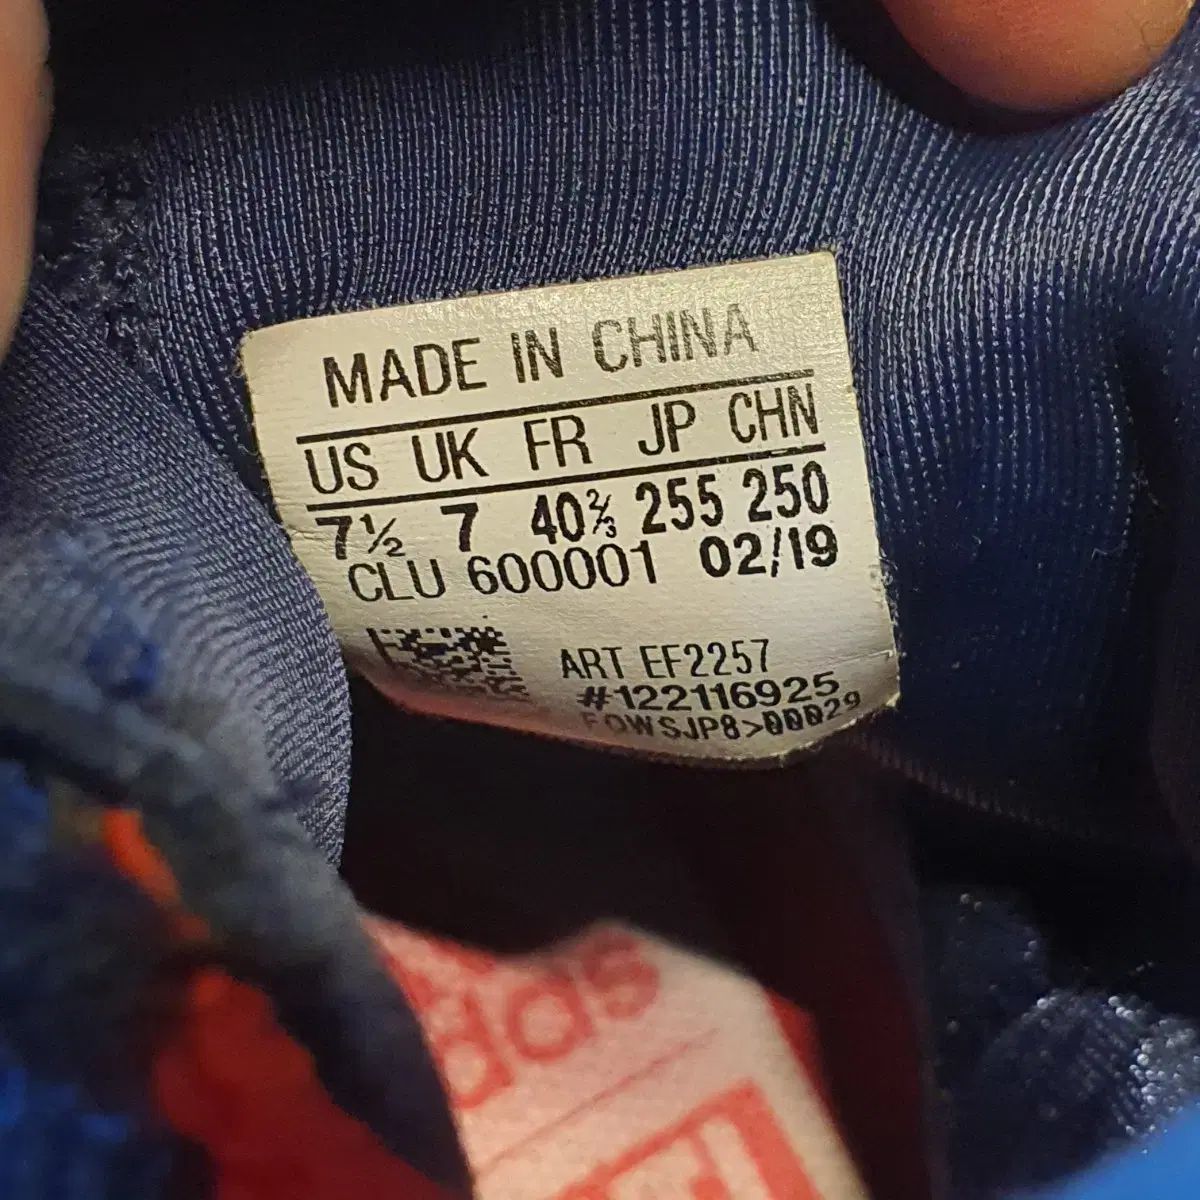 MADE IN CHINA
US UK FR JP CHN
7½ 7 40⅔ 255 250
CLU 600001 02/19
ART EF2257
#122116925
EQWSJP8>00029